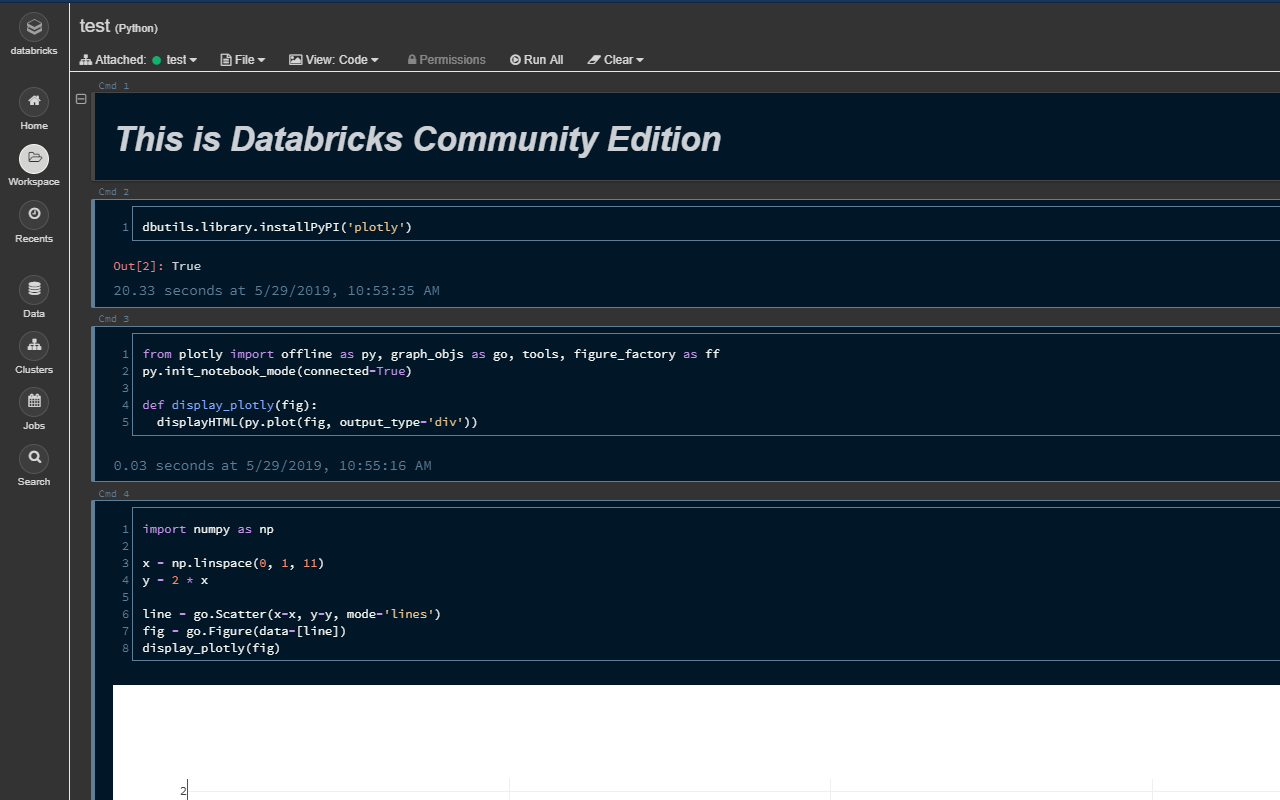 test (Python)
databricks
Attached: test File View: Code Permissions Run All Clear
Home
Workspace
Recents
Data
Clusters
Jobs
Search
Cmd 1
This is Databricks Community Edition
Cmd 2
1 dbutils.library.installPyPI('plotly')
Out[2]: True
20.33 seconds at 5/29/2019, 10:53:35 AM
Cmd 3
1 from plotly import offline as py, graph_objs as go, tools, figure_factory as ff
2 py.init_notebook_mode(connected=True)
3
4 def display_plotly(fig):
5 displayHTML(py.plot(fig, output_type='div'))
0.03 seconds at 5/29/2019, 10:55:16 AM
Cmd 4
1 import numpy as np
2
3 x = np.linspace(0, 1, 11)
4 y = 2 * x
5
6 line = go.Scatter(x=x, y=y, mode='lines')
7 fig = go.Figure(data=[line])
8 display_plotly(fig)
2